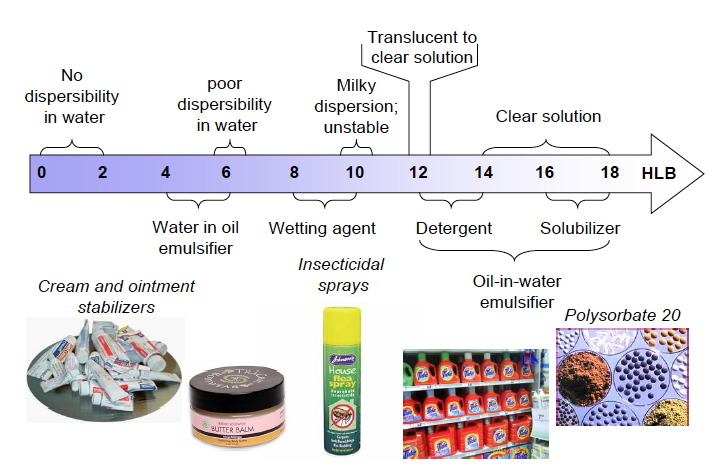 Translucent to
clear solution
No
dispersibility
in water
poor
dispersibility
in water
Milky
dispersion;
unstable
Clear solution
0 2 4 6 8 10 12 14 16 18 HLB
Water in oil
emulsifier
Wetting agent
Detergent
Solubilizer
Insecticidal
sprays
Oil-in-water
emulsifier
Cream and ointment
stabilizers
Polysorbate 20
Johnson's
House
flea
spray
BUTTER BALM
Tide